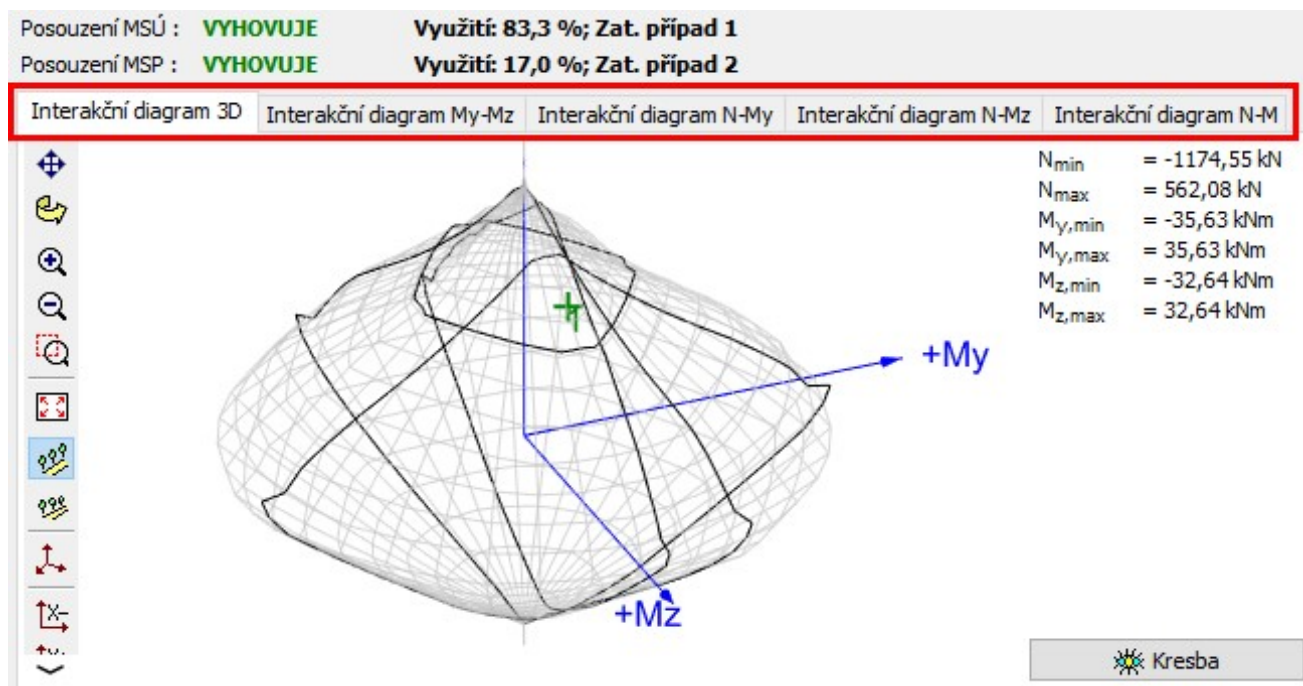 Posouzení MSÚ : VYHOVUJE Využití: 83,3 %; Zat. případ 1
Posouzení MSP : VYHOVUJE Využití: 17,0 %; Zat. případ 2
Interakční diagram 3D Interakční diagram My-Mz Interakční diagram N-My Interakční diagram N-Mz Interakční diagram N-M
Nmin = -1174,55 kN
Nmax = 562,08 kN
My,min = -35,63 kNm
My,max = 35,63 kNm
Mz,min = -32,64 kNm
Mz,max = 32,64 kNm
+My
+Mz
X-
Kresba